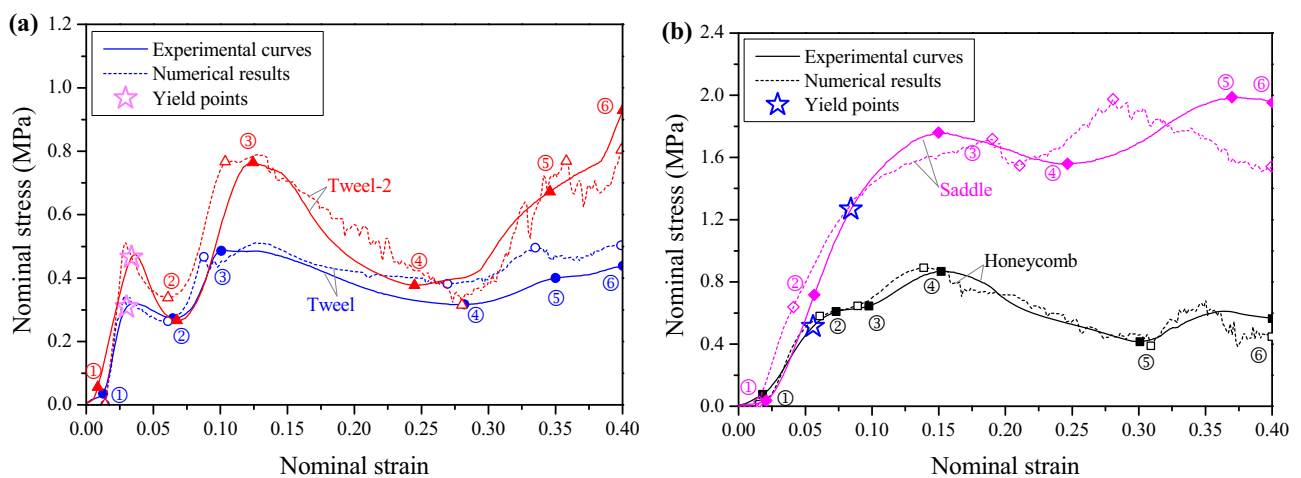 (a)
1.2
1.0
0.8
0.6
0.4
0.2
0.0
Nominal stress (MPa)
Experimental curves
Numerical results
Yield points
①
②
③
④
⑤
⑥
Tweel-2
Tweel
①
②
③
④
⑤
⑥
0.00 0.05 0.10 0.15 0.20 0.25 0.30 0.35 0.40
Nominal strain
(b)
2.4
2.0
1.6
1.2
0.8
0.4
0.0
Nominal stress (MPa)
Experimental curves
Numerical results
Yield points
①
②
③
④
⑤
⑥
Saddle
Honeycomb
①
②
③
④
⑤
⑥
0.00 0.05 0.10 0.15 0.20 0.25 0.30 0.35 0.40
Nominal strain